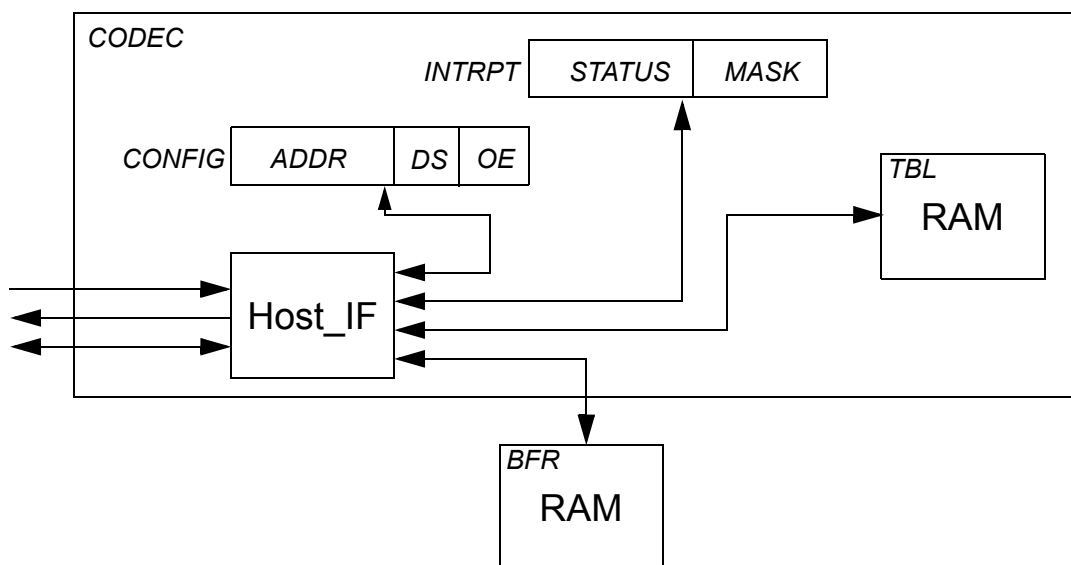 CODEC
INTRPT STATUS MASK
CONFIG ADDR DS OE
TBL
RAM
Host_IF
BFR
RAM